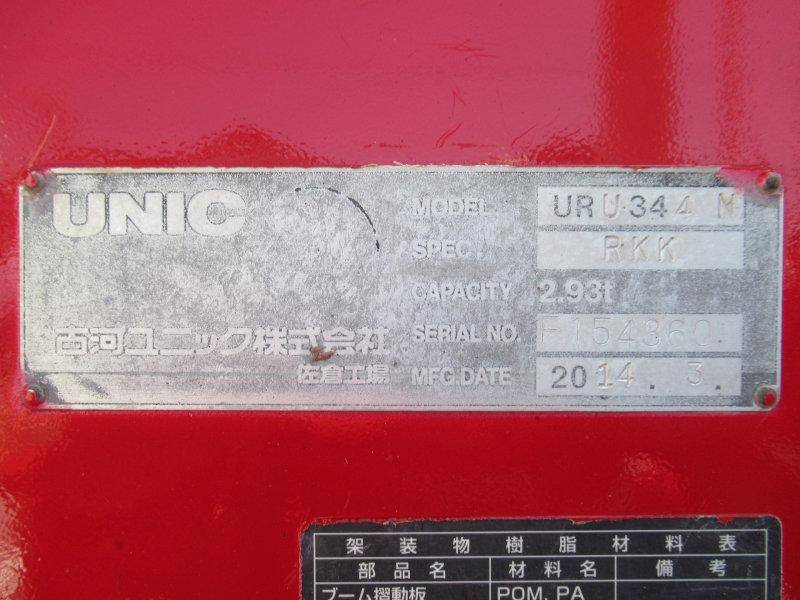 UNIC
MODEL URU344M
SPEC. RKK
CAPACITY 2.93t
古河ユニック株式会社 SERIAL NO. F154360
佐倉工場 MFG.DATE 2014.3.
架装物樹脂材料表
部品名 材料名 備考
ブーム摺動板 POM, PA